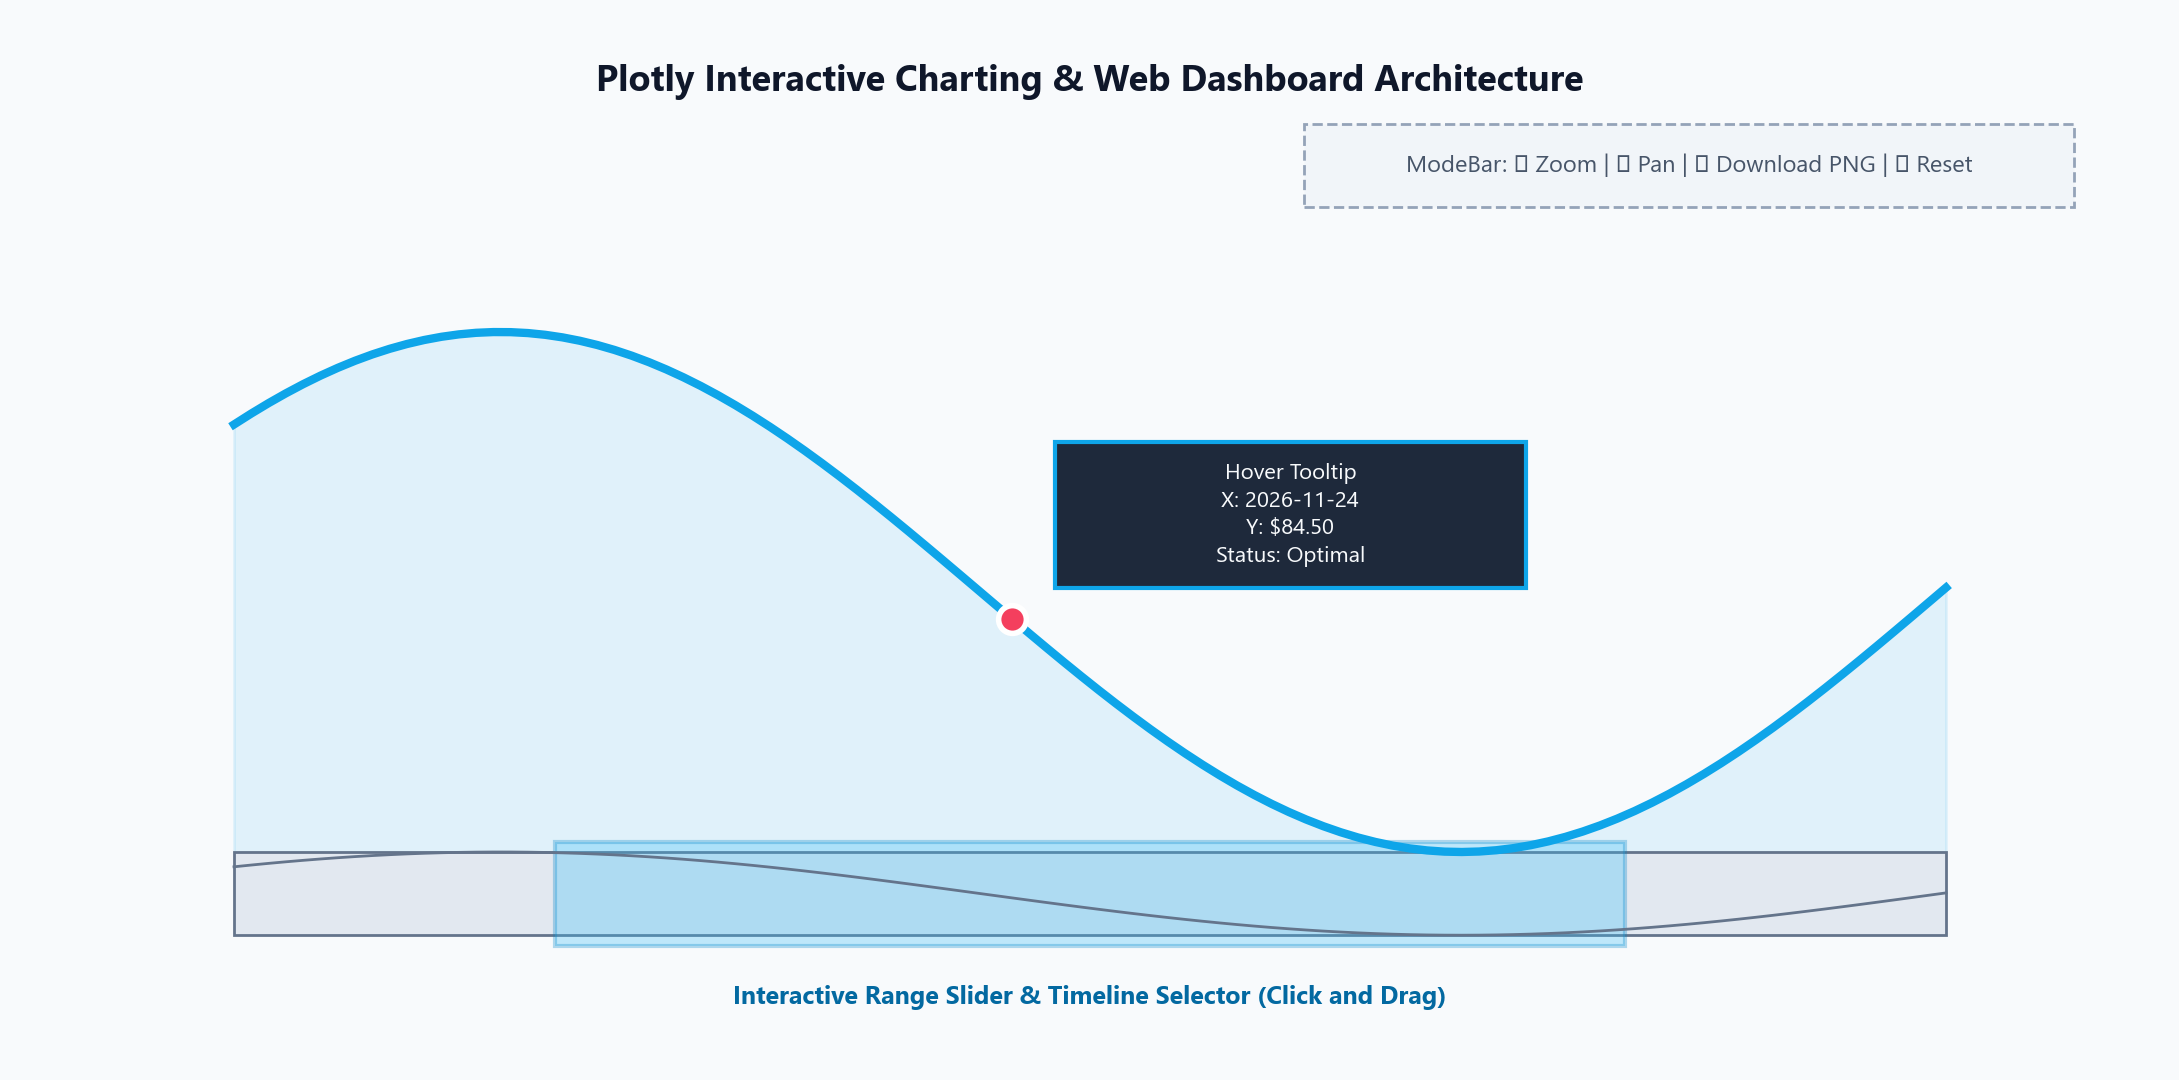 Plotly Interactive Charting & Web Dashboard Architecture
ModeBar: ▯ Zoom | ▯ Pan | ▯ Download PNG | ▯ Reset
Hover Tooltip
X: 2026-11-24
Y: $84.50
Status: Optimal
Interactive Range Slider & Timeline Selector (Click and Drag)